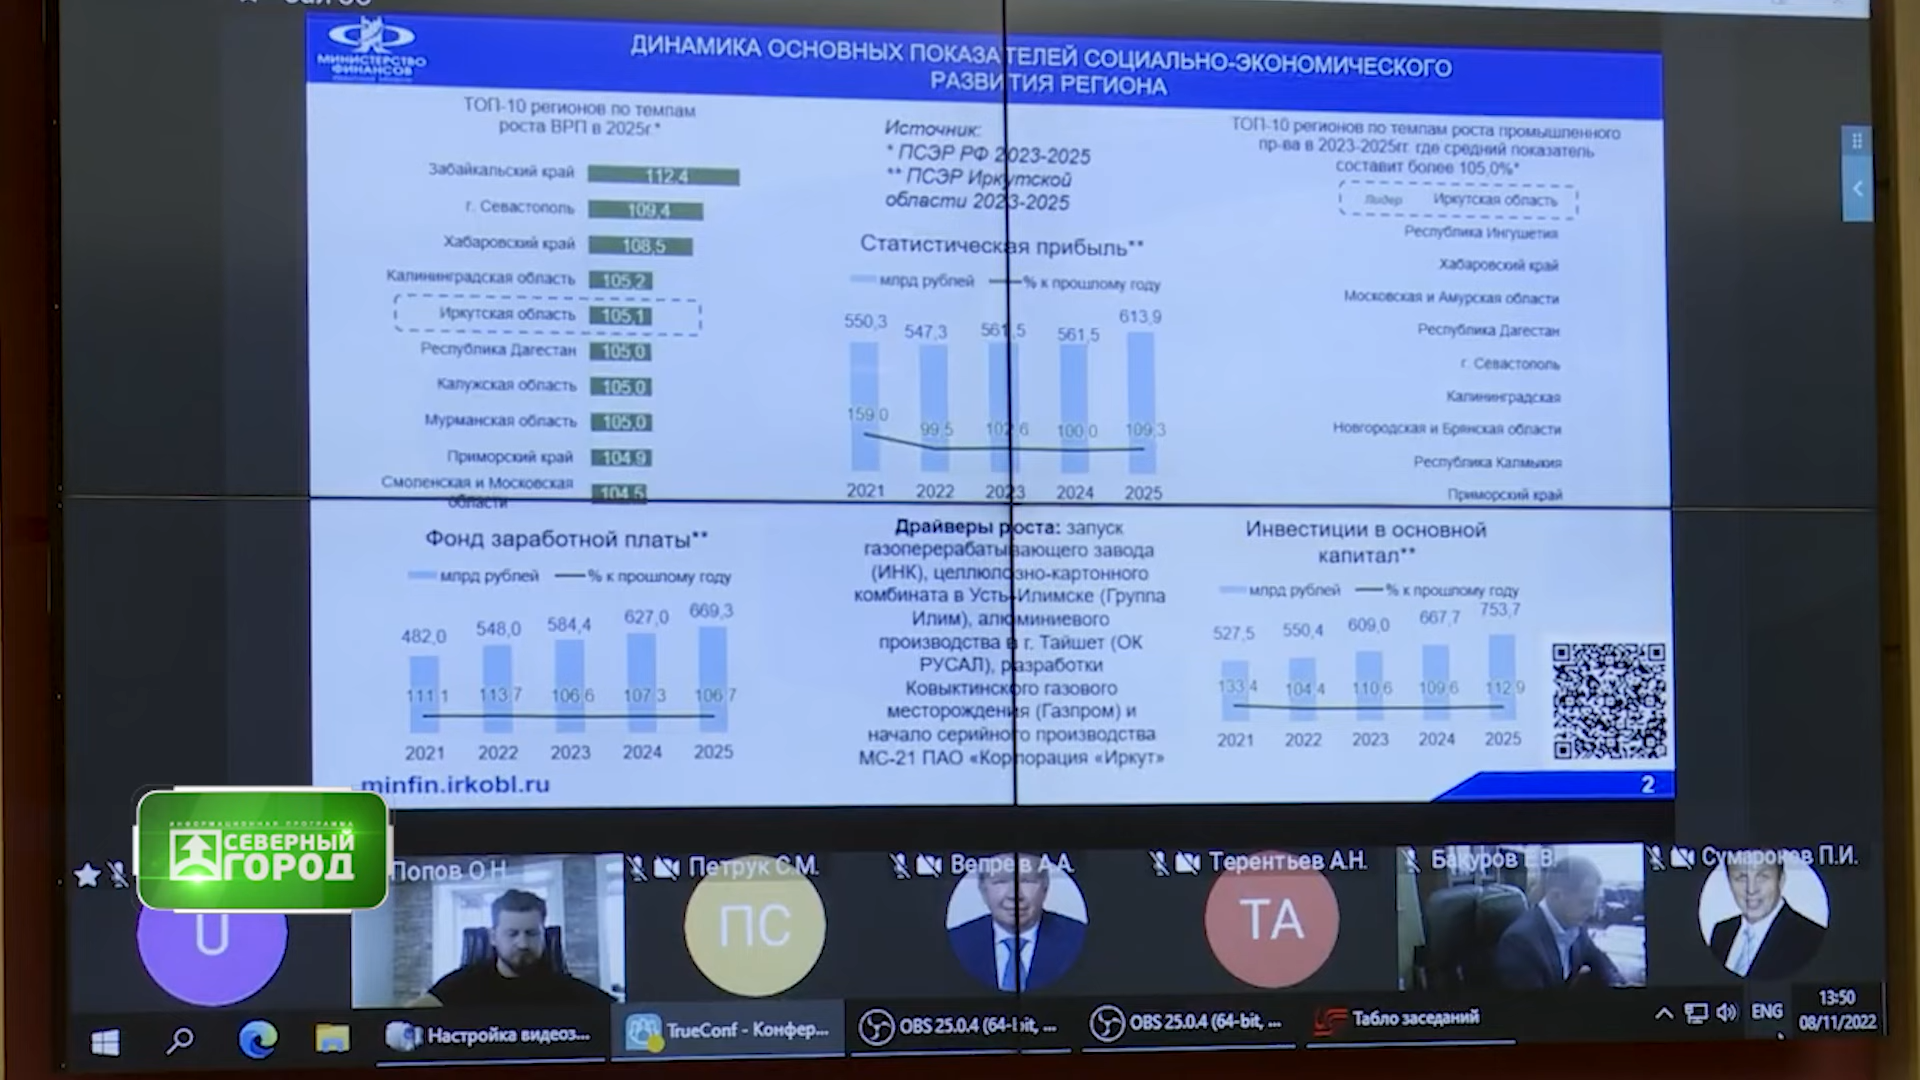 МИНИСТЕРСТВО
ФИНАНСОВ
ДИНАМИКА ОСНОВНЫХ ПОКАЗАТЕЛЕЙ СОЦИАЛЬНО-ЭКОНОМИЧЕСКОГО
РАЗВИТИЯ РЕГИОНА
ТОП-10 регионов по темпам
роста ВРП в 2025г.*
Забайкальский край 112,4
г. Севастополь 109,4
Хабаровский край 108,5
Калининградская область 105,2
Иркутская область 105,1
Республика Дагестан 105,0
Калужская область 105,0
Мурманская область 105,0
Приморский край 104,9
Смоленская и Московская
области 104,5
Источник:
* ПСЭР РФ 2023-2025
** ПСЭР Иркутской
области 2023-2025
Статистическая прибыль**
млрд рублей % к прошлому году
550,3 547,3 561,5 561,5 613,9
159,0 99,5 102,6 100,0 109,3
2021 2022 2023 2024 2025
ТОП-10 регионов по темпам роста промышленного
пр-ва в 2023-2025гг. где средний показатель
составит более 105,0%*
Лидер Иркутская область
Республика Ингушетия
Хабаровский край
Московская и Амурская области
Республика Дагестан
г. Севастополь
Калининградская
Новгородская и Брянская области
Республика Калмыкия
Приморский край
Фонд заработной платы**
млрд рублей % к прошлому году
482,0 548,0 584,4 627,0 669,3
111,1 113,7 106,6 107,3 106,7
2021 2022 2023 2024 2025
Драйверы роста: запуск
газоперерабатывающего завода
(ИНК), целлюлозно-картонного
комбината в Усть-Илимске (Группа
Илим), алюминиевого
производства в г. Тайшет (ОК
РУСАЛ), разработки
Ковыктинского газового
месторождения (Газпром) и
начало серийного производства
МС-21 ПАО «Корпорация «Иркут»
Инвестиции в основной
капитал**
млрд рублей % к прошлому году
527,5 550,4 609,0 667,7 753,7
133,4 104,4 110,6 109,6 112,9
2021 2022 2023 2024 2025
minfin.irkobl.ru
2
ИНФОРМАЦИОННАЯ ПРОГРАММА
СЕВЕРНЫЙ
ГОРОД
Попов О.Н.
Петрук С.М.
Вепрев А.А.
Терентьев А.Н.
Бакуров Е.В.
Сумароков П.И.
U
ПС
ТА
Настройка видеоз...
TrueConf - Конфер...
OBS 25.0.4 (64-bit, ...
OBS 25.0.4 (64-bit, ...
Табло заседаний
ENG
13:50
08/11/2022